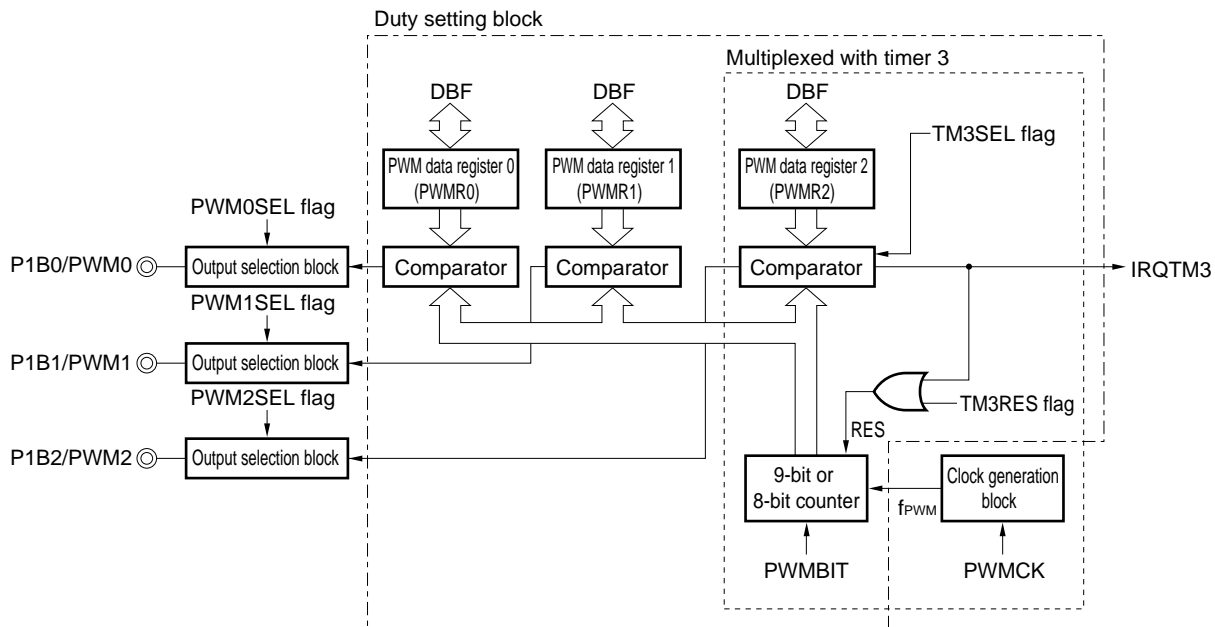 Duty setting block
Multiplexed with timer 3
DBF
DBF
DBF
TM3SEL flag
PWM data register 0
(PWMR0)
PWM data register 1
(PWMR1)
PWM data register 2
(PWMR2)
PWM0SEL flag
P1B0/PWM0
Output selection block
Comparator
Comparator
Comparator
IRQTM3
PWM1SEL flag
P1B1/PWM1
Output selection block
PWM2SEL flag
TM3RES flag
RES
P1B2/PWM2
Output selection block
9-bit or
8-bit counter
fPWM
Clock generation
block
PWMBIT
PWMCK